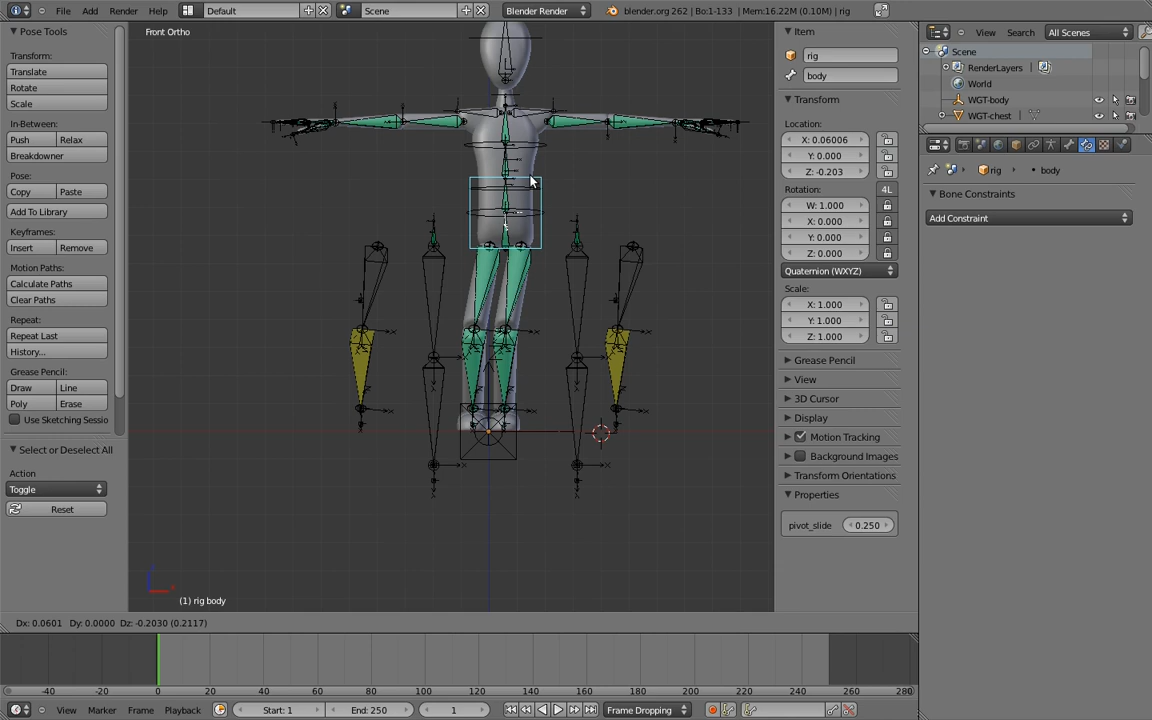 File Add Render Help Default Scene Blender Render blender.org 262 | Bo:1-133 | Mem:16.22M (0.10M) | rig
Pose Tools
Transform:
Translate
Rotate
Scale
In-Between:
Push Relax
Breakdowner
Pose:
Copy Paste
Add To Library
Keyframes:
Insert Remove
Motion Paths:
Calculate Paths
Clear Paths
Repeat:
Repeat Last
History...
Grease Pencil:
Draw Line
Poly Erase
Use Sketching Sessio
Select or Deselect All
Action
Toggle
Reset
Front Ortho
(1) rig body
Item
rig
body
Transform
Location:
X: 0.06006
Y: 0.000
Z: -0.203
Rotation: 4L
W: 1.000
X: 0.000
Y: 0.000
Z: 0.000
Quaternion (WXYZ)
Scale:
X: 1.000
Y: 1.000
Z: 1.000
Grease Pencil
View
3D Cursor
Display
Motion Tracking
Background Images
Transform Orientations
Properties
pivot_slide 0.250
View Search All Scenes
Scene
RenderLayers
World
WGT-body
WGT-chest
rig body
Bone Constraints
Add Constraint
Dx: 0.0601 Dy: 0.0000 Dz: -0.2030 (0.2117)
-40 -20 0 20 40 60 80 100 120 140 160 180 200 220 240 260 280
View Marker Frame Playback Start: 1 End: 250 1 Frame Dropping